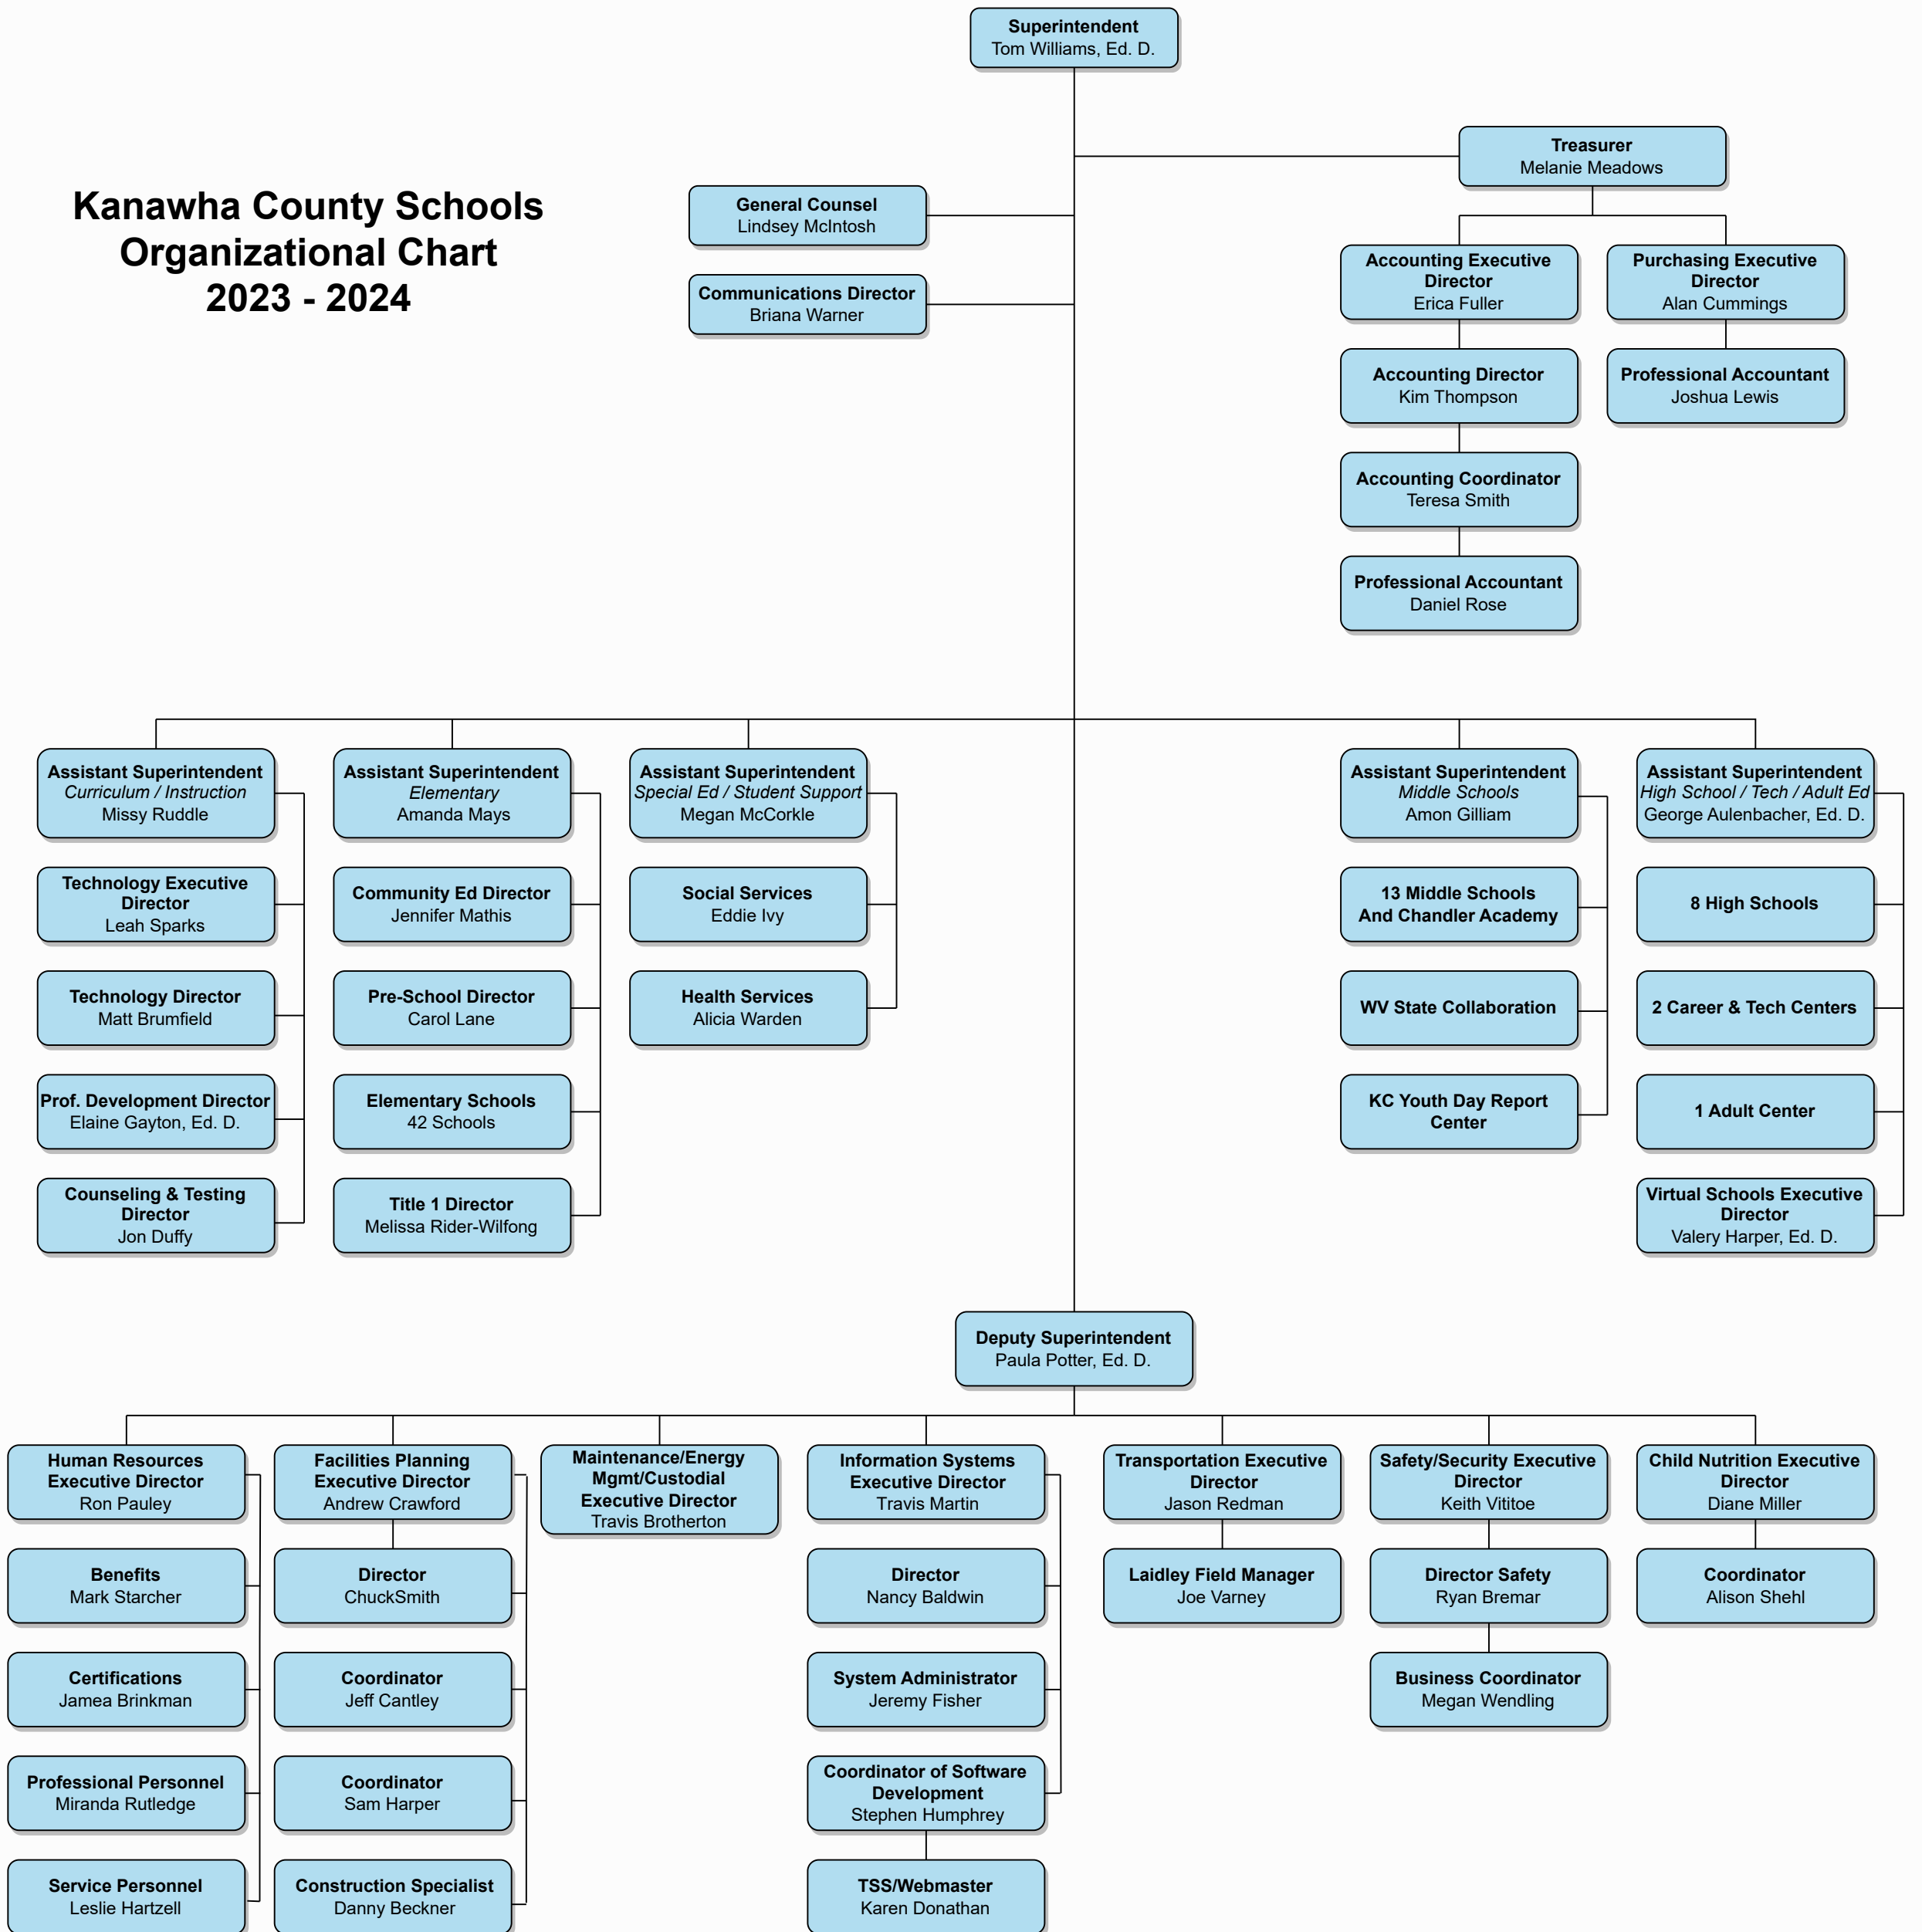 Superintendent
Tom Williams, Ed. D.
Treasurer
Melanie Meadows
Kanawha County Schools
Organizational Chart
2023 - 2024
General Counsel
Lindsey McIntosh
Communications Director
Briana Warner
Accounting Executive
Director
Erica Fuller
Purchasing Executive
Director
Alan Cummings
Accounting Director
Kim Thompson
Professional Accountant
Joshua Lewis
Accounting Coordinator
Teresa Smith
Professional Accountant
Daniel Rose
Assistant Superintendent
Curriculum / Instruction
Missy Ruddle
Assistant Superintendent
Elementary
Amanda Mays
Assistant Superintendent
Special Ed / Student Support
Megan McCorkle
Assistant Superintendent
Middle Schools
Amon Gilliam
Assistant Superintendent
High School / Tech / Adult Ed
George Aulenbacher, Ed. D.
Technology Executive
Director
Leah Sparks
Community Ed Director
Jennifer Mathis
Social Services
Eddie Ivy
13 Middle Schools
And Chandler Academy
8 High Schools
Technology Director
Matt Brumfield
Pre-School Director
Carol Lane
Health Services
Alicia Warden
WV State Collaboration
2 Career & Tech Centers
Prof. Development Director
Elaine Gayton, Ed. D.
Elementary Schools
42 Schools
KC Youth Day Report
Center
1 Adult Center
Counseling & Testing
Director
Jon Duffy
Title 1 Director
Melissa Rider-Wilfong
Virtual Schools Executive
Director
Valery Harper, Ed. D.
Deputy Superintendent
Paula Potter, Ed. D.
Human Resources
Executive Director
Ron Pauley
Facilities Planning
Executive Director
Andrew Crawford
Maintenance/Energy
Mgmt/Custodial
Executive Director
Travis Brotherton
Information Systems
Executive Director
Travis Martin
Transportation Executive
Director
Jason Redman
Safety/Security Executive
Director
Keith Vititoe
Child Nutrition Executive
Director
Diane Miller
Benefits
Mark Starcher
Director
ChuckSmith
Director
Nancy Baldwin
Laidley Field Manager
Joe Varney
Director Safety
Ryan Bremar
Coordinator
Alison Shehl
Certifications
Jamea Brinkman
Coordinator
Jeff Cantley
System Administrator
Jeremy Fisher
Business Coordinator
Megan Wendling
Professional Personnel
Miranda Rutledge
Coordinator
Sam Harper
Coordinator of Software
Development
Stephen Humphrey
Service Personnel
Leslie Hartzell
Construction Specialist
Danny Beckner
TSS/Webmaster
Karen Donathan